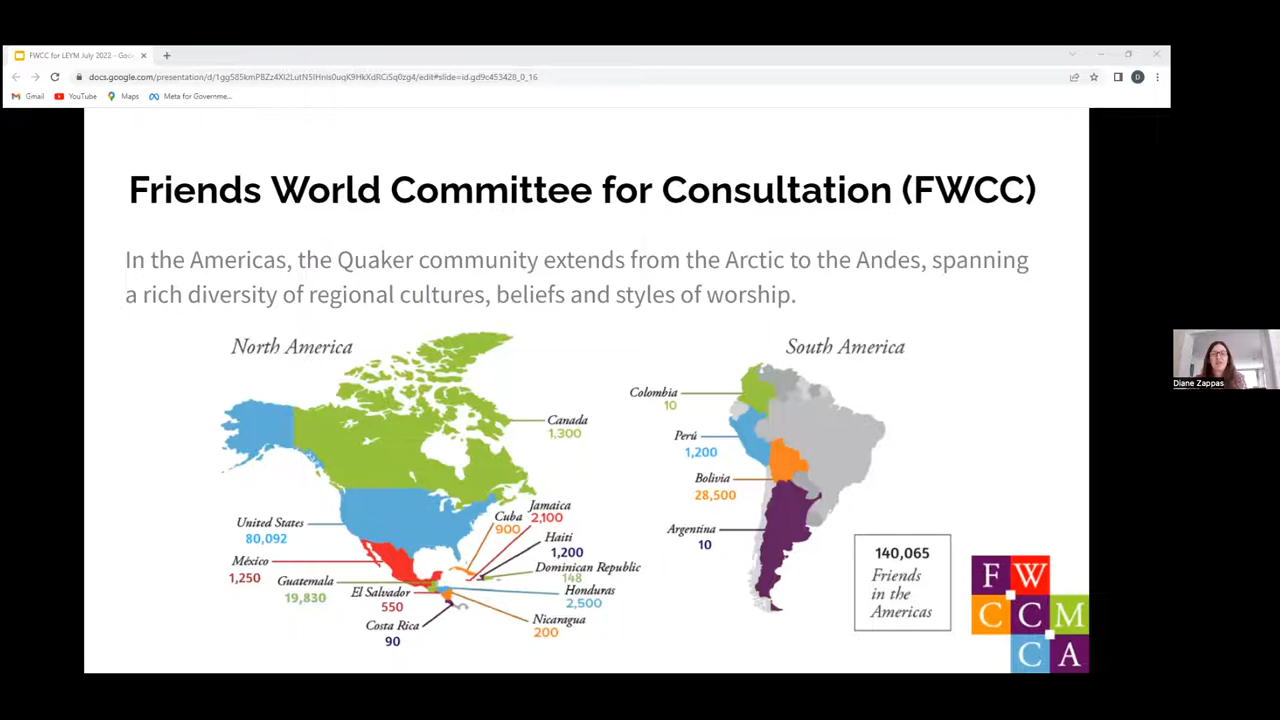 FWCC for LEYM July 2022 - Goo
docs.google.com/presentation/d/1gg585kmPBZz4Xl2LutN5lHnls0uqK9HkXdRCiSq0zg4/edit#slide=id.gd9c453428_0_16
D
Gmail
YouTube
Maps
Meta for Governme...
Friends World Committee for Consultation (FWCC)
In the Americas, the Quaker community extends from the Arctic to the Andes, spanning
a rich diversity of regional cultures, beliefs and styles of worship.
North America
Canada
1,300
United States
80,092
México
1,250
Guatemala
19,830
El Salvador
550
Costa Rica
90
Cuba
900
Jamaica
2,100
Haiti
1,200
Dominican Republic
148
Honduras
2,500
Nicaragua
200
South America
Colombia
10
Perú
1,200
Bolivia
28,500
Argentina
10
140,065
Friends
in the
Americas
F W
C C M
C A
Diane Zappas